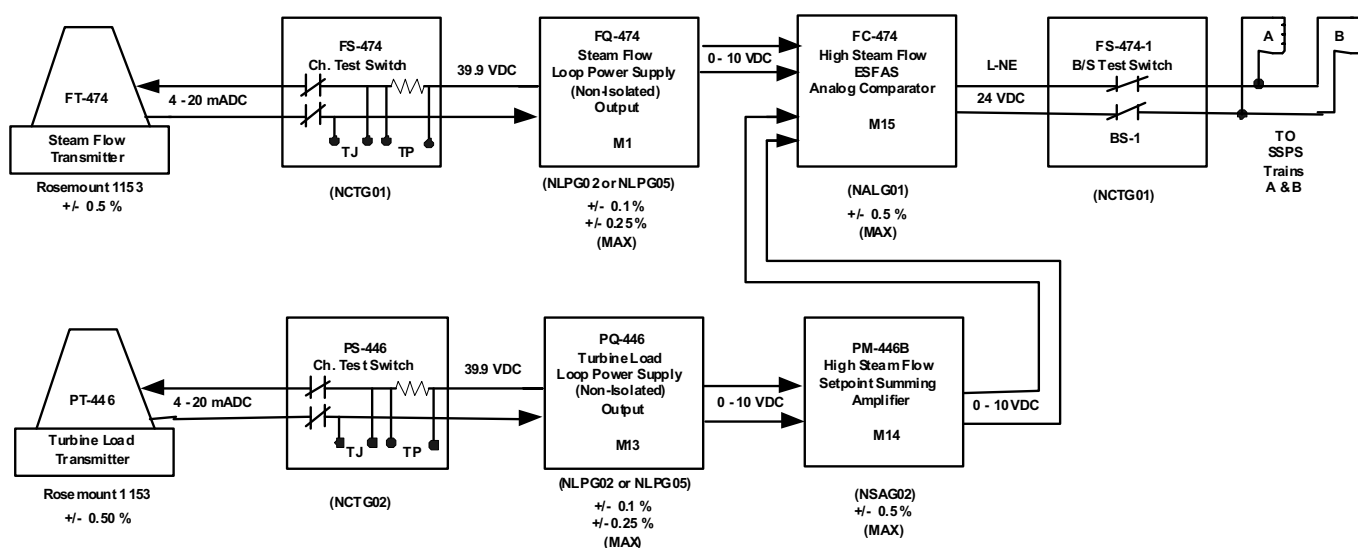 FT-474
Steam Flow
Transmitter
Rosemount 1153
+/- 0.5 %
4 - 20 mADC
FS-474
Ch. Test Switch
TJ
TP
(NCTG01)
39.9 VDC
FQ-474
Steam Flow
Loop Power Supply
(Non-Isolated)
Output
M1
(NLPG02 or NLPG05)
+/- 0.1%
+/- 0.25%
(MAX)
0 - 10 VDC
FC-474
High Steam Flow
ESFAS
Analog Comparator
M15
(NALG01)
+/- 0.5 %
(MAX)
L-NE
24 VDC
FS-474-1
B/S Test Switch
BS-1
(NCTG01)
A
B
TO
SSPS
Trains
A & B
PT-446
Turbine Load
Transmitter
Rosemount 1153
+/- 0.50 %
4 - 20 mADC
PS-446
Ch. Test Switch
TJ
TP
(NCTG02)
39.9 VDC
PQ-446
Turbine Load
Loop Power Supply
(Non-Isolated)
Output
M13
(NLPG02 or NLPG05)
+/- 0.1 %
+/- 0.25 %
(MAX)
0 - 10 VDC
PM-446B
High Steam Flow
Setpoint Summing
Amplifier
M14
(NSAG02)
+/- 0.5%
(MAX)
0 - 10 VDC